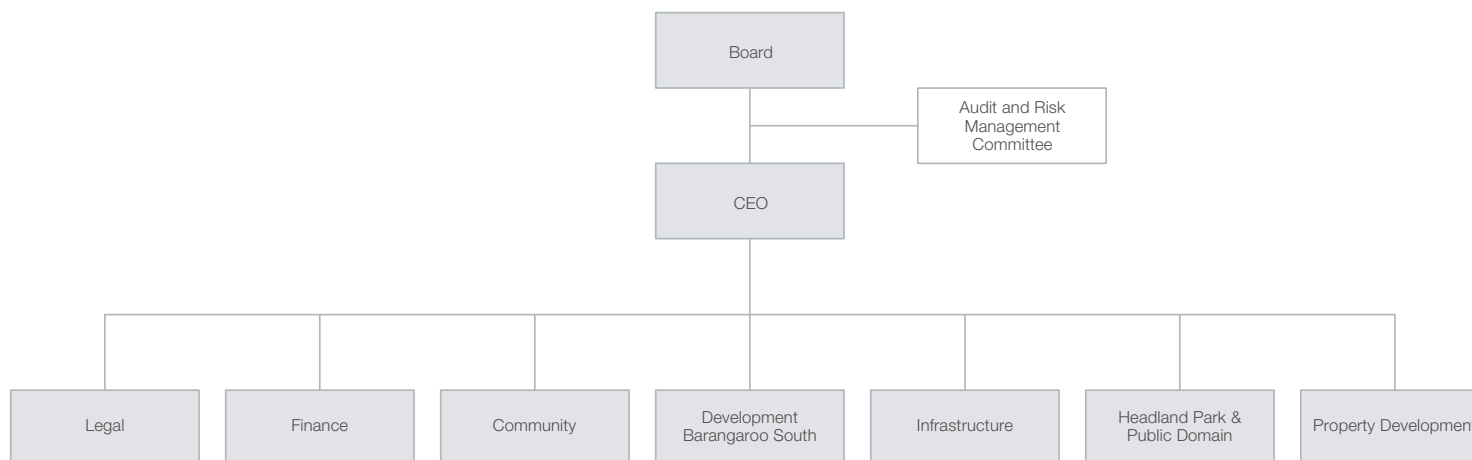 Board
Audit and Risk
Management
Committee
CEO
Legal
Finance
Community
Development
Barangaroo South
Infrastructure
Headland Park &
Public Domain
Property Development